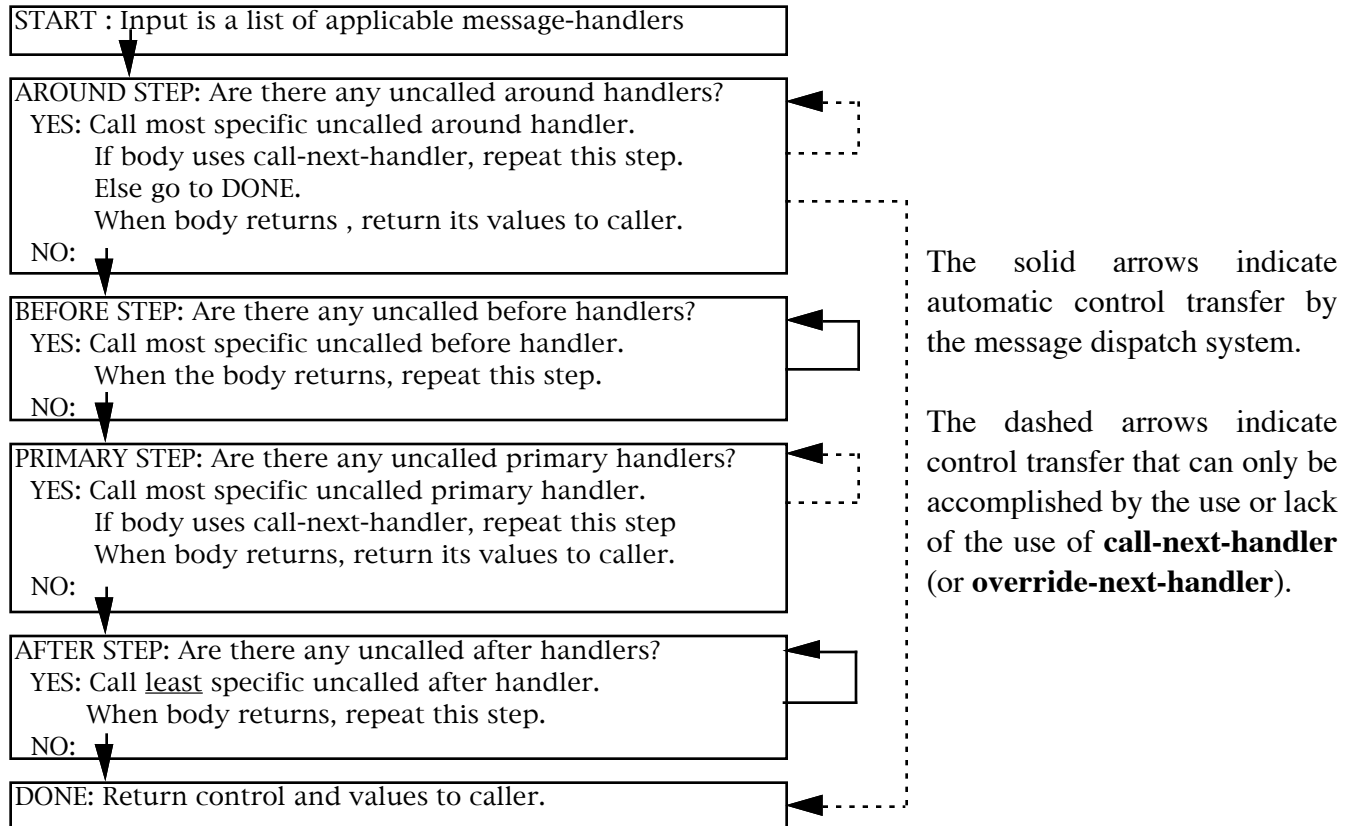 START : Input is a list of applicable message-handlers
AROUND STEP: Are there any uncalled around handlers?
YES: Call most specific uncalled around handler.
If body uses call-next-handler, repeat this step.
Else go to DONE.
When body returns , return its values to caller.
NO:
BEFORE STEP: Are there any uncalled before handlers?
YES: Call most specific uncalled before handler.
When the body returns, repeat this step.
NO:
PRIMARY STEP: Are there any uncalled primary handlers?
YES: Call most specific uncalled primary handler.
If body uses call-next-handler, repeat this step
When body returns, return its values to caller.
NO:
AFTER STEP: Are there any uncalled after handlers?
YES: Call least specific uncalled after handler.
When body returns, repeat this step.
NO:
DONE: Return control and values to caller.
The solid arrows indicate
automatic control transfer by
the message dispatch system.
The dashed arrows indicate
control transfer that can only be
accomplished by the use or lack
of the use of call-next-handler
(or override-next-handler).